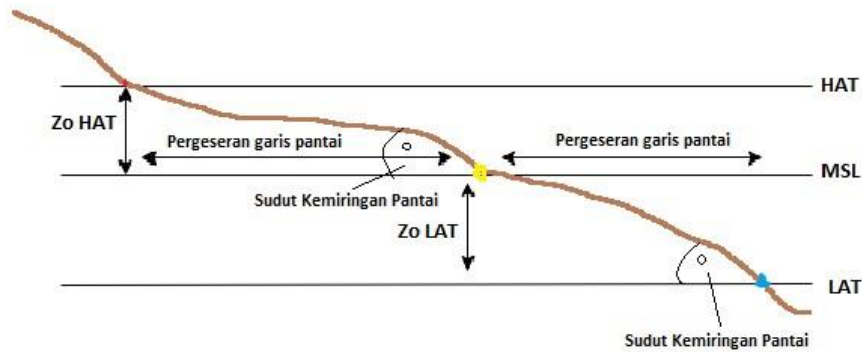 HAT
Zo HAT
Pergeseran garis pantai
Pergeseran garis pantai
MSL
Sudut Kemiringan Pantai
Zo LAT
LAT
Sudut Kemiringan Pantai